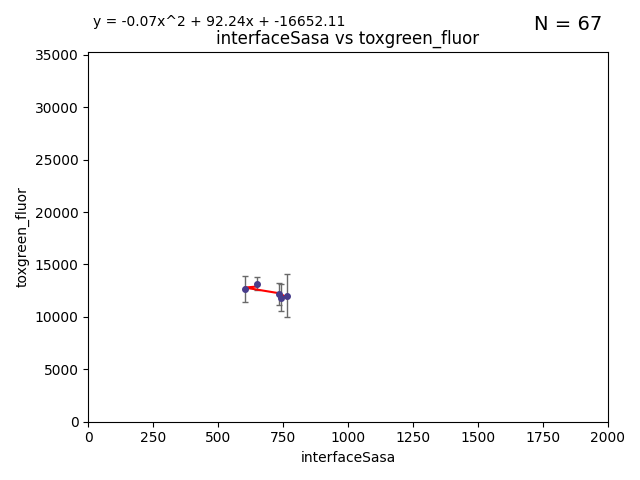 y = -0.07x^2 + 92.24x + -16652.11
N = 67
interfaceSasa vs toxgreen_fluor
35000
30000
25000
20000
15000
10000
5000
0
toxgreen_fluor
0 250 500 750 1000 1250 1500 1750 2000
interfaceSasa